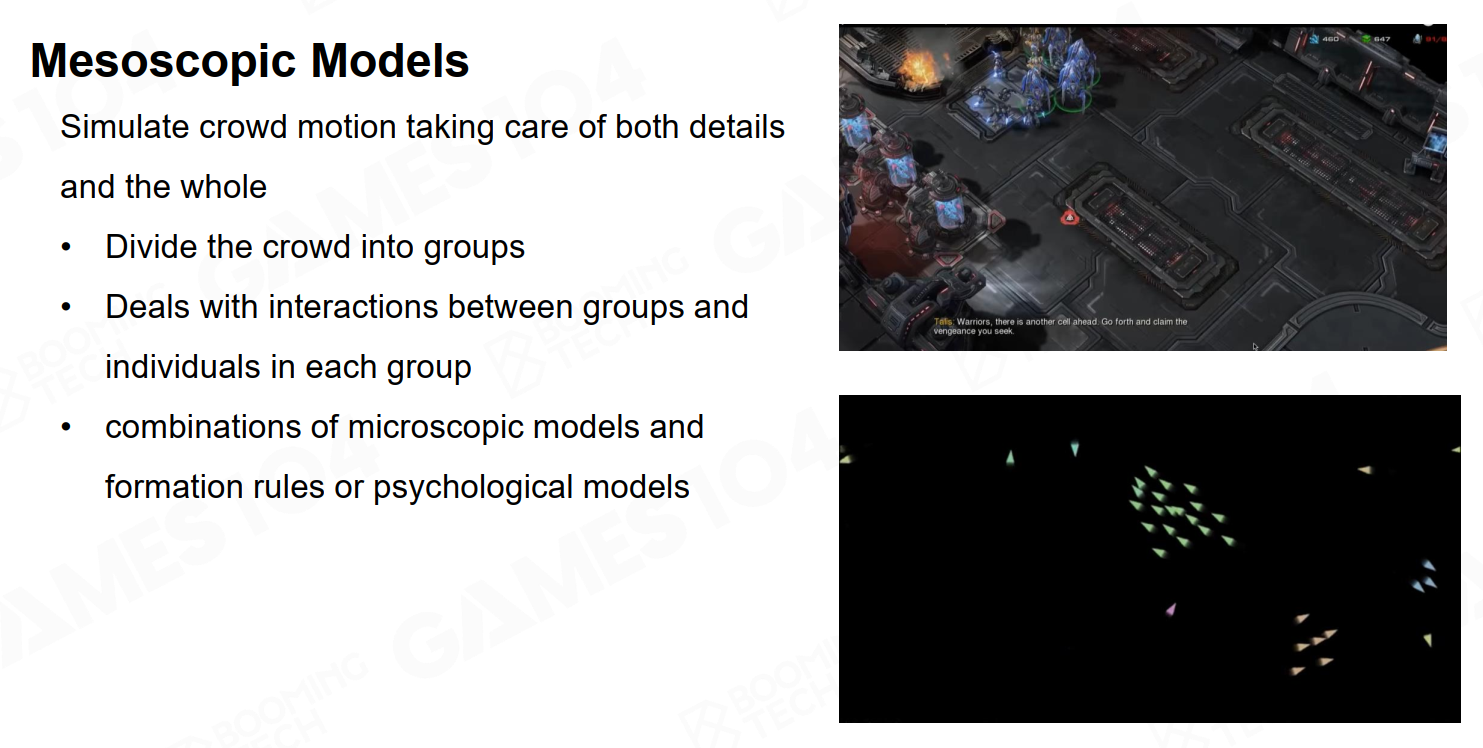 Mesoscopic Models
Simulate crowd motion taking care of both details
and the whole
• Divide the crowd into groups
• Deals with interactions between groups and
individuals in each group
• combinations of microscopic models and
formation rules or psychological models
460 647
Warriors, there is another cell ahead. Go forth and claim the
vengeance you seek.
GAMES104
BOOMING
TECH